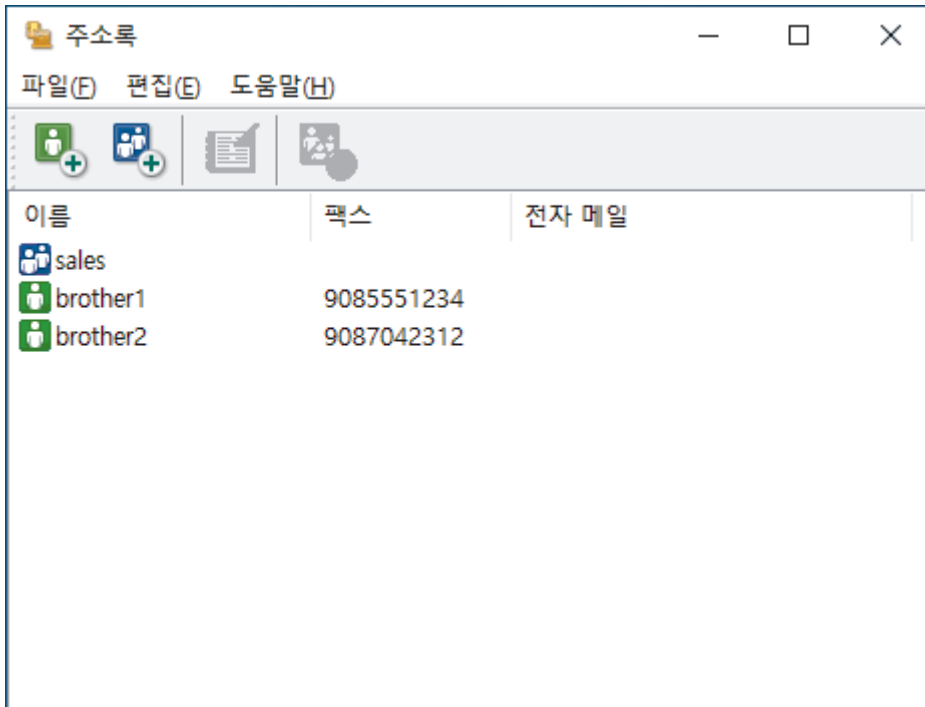 주소록
파일(F) 편집(E) 도움말(H)
이름 팩스 전자 메일
sales
brother1 9085551234
brother2 9087042312